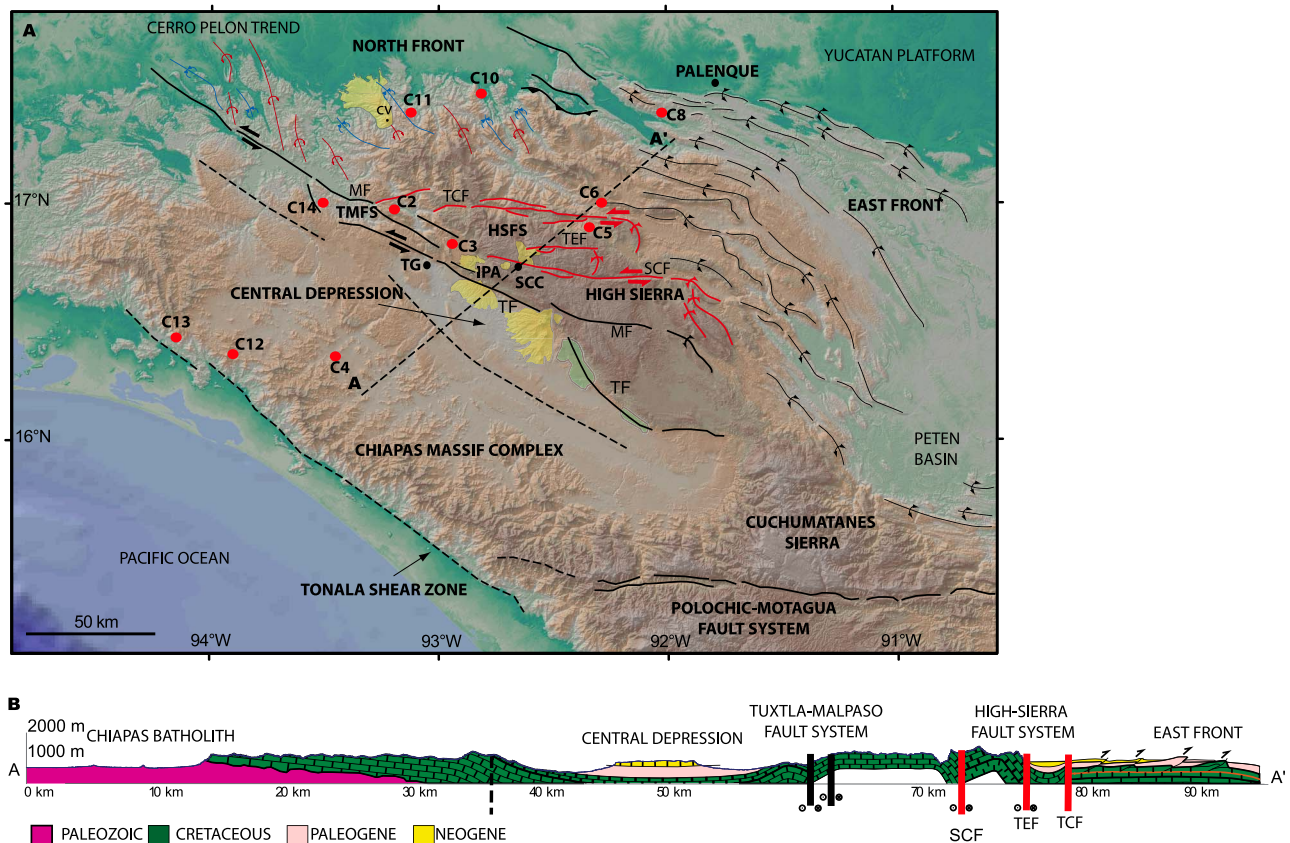 A
CERRO PELON TREND
NORTH FRONT
YUCATAN PLATFORM
PALENQUE
C10
C11
CV
C8
A'
17°N
MF
C2
TCF
C6
C14
TMFS
HSFS
C5
EAST FRONT
C3
TEF
TG
IPA
SCC
SCF
CENTRAL DEPRESSION
HIGH SIERRA
TF
C13
MF
C12
C4
A
TF
16°N
CHIAPAS MASSIF COMPLEX
PETEN
BASIN
CUCHUMATANES
SIERRA
PACIFIC OCEAN
TONALA SHEAR ZONE
POLOCHIC-MOTAGUA
FAULT SYSTEM
50 km
94°W
93°W
92°W
91°W
B
2000 m
1000 m
CHIAPAS BATHOLITH
CENTRAL DEPRESSION
TUXTLA-MALPASO
FAULT SYSTEM
HIGH-SIERRA
FAULT SYSTEM
EAST FRONT
A
A'
0 km
10 km
20 km
30 km
40 km
50 km
70 km
80 km
90 km
SCF
TEF
TCF
PALEOZOIC
CRETACEOUS
PALEOGENE
NEOGENE